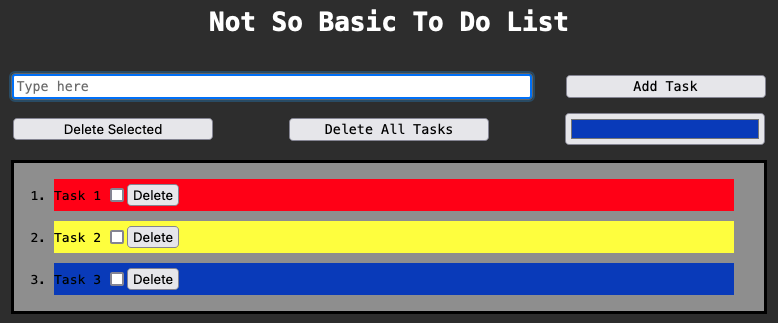 Not So Basic To Do List
Type here
Add Task
Delete Selected
Delete All Tasks
1. Task 1 Delete
2. Task 2 Delete
3. Task 3 Delete